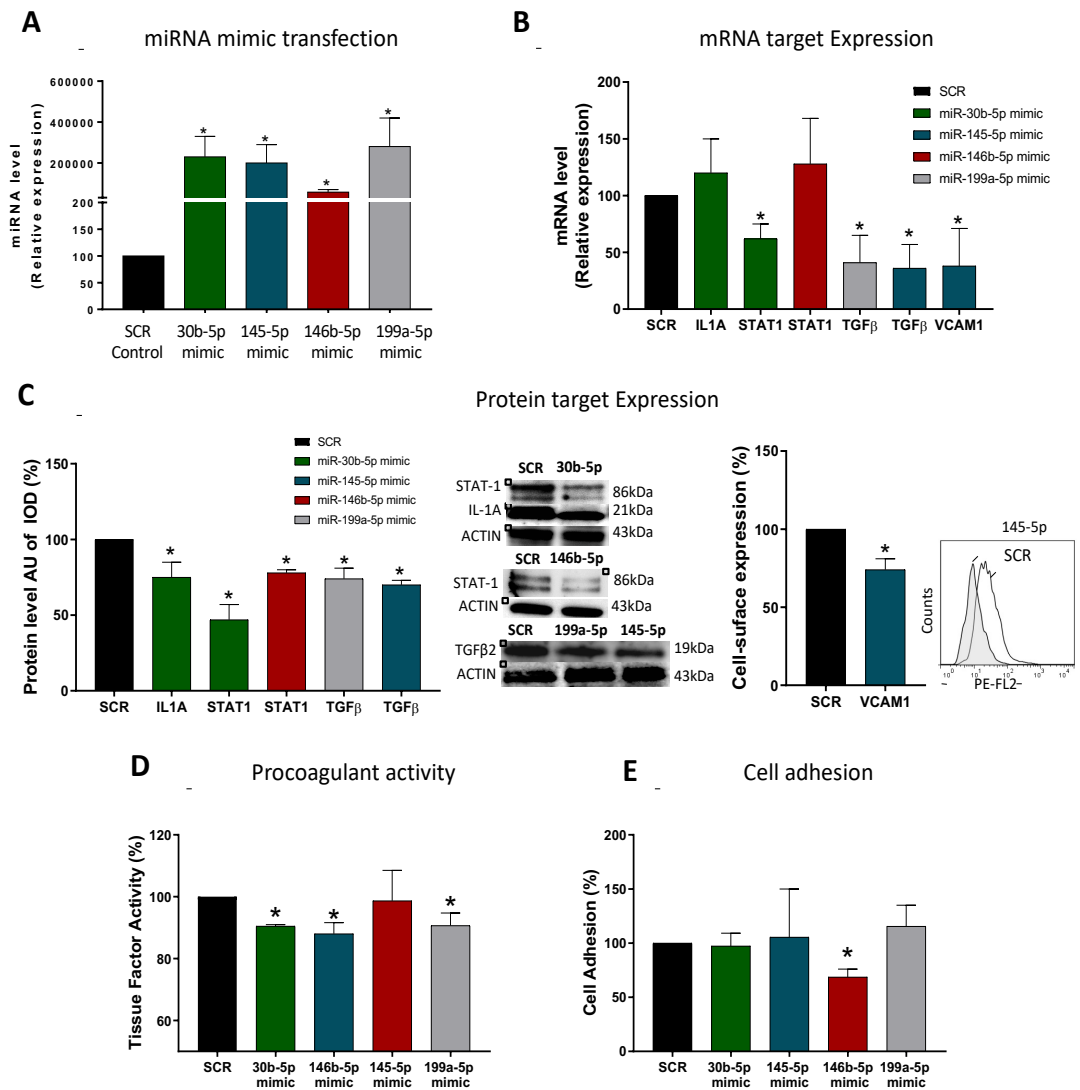 A
miRNA mimic transfection
miRNA level
(Relative expression)
600000
400000
200000
200
150
100
50
0
*
*
*
*
SCR
Control
30b-5p
mimic
145-5p
mimic
146b-5p
mimic
199a-5p
mimic
B
mRNA target Expression
mRNA level
(Relative expression)
200
150
100
50
0
SCR
miR-30b-5p mimic
miR-145-5p mimic
miR-146b-5p mimic
miR-199a-5p mimic
*
*
*
*
SCR IL1A STAT1 STAT1 TGFβ TGFβ VCAM1
C
Protein target Expression
Protein level AU of IOD (%)
150
100
50
0
SCR
miR-30b-5p mimic
miR-145-5p mimic
miR-146b-5p mimic
miR-199a-5p mimic
*
*
*
*
*
SCR IL1A STAT1 STAT1 TGFβ TGFβ
SCR 30b-5p
STAT-1 86kDa
IL-1A 21kDa
ACTIN 43kDa
SCR 146b-5p
STAT-1 86kDa
ACTIN 43kDa
SCR 199a-5p 145-5p
TGFβ2 19kDa
ACTIN 43kDa
Cell-suface expression (%)
150
100
50
0
*
SCR VCAM1
145-5p
SCR
Counts
10⁰ 10¹ 10² 10³ 10⁴
PE-FL2
D
Procoagulant activity
Tissue Factor Activity (%)
120
100
80
60
*
*
*
SCR
30b-5p
mimic
146b-5p
mimic
145-5p
mimic
199a-5p
mimic
E
Cell adhesion
Cell Adhesion (%)
200
150
100
50
0
*
SCR
30b-5p
mimic
145-5p
mimic
146b-5p
mimic
199a-5p
mimic